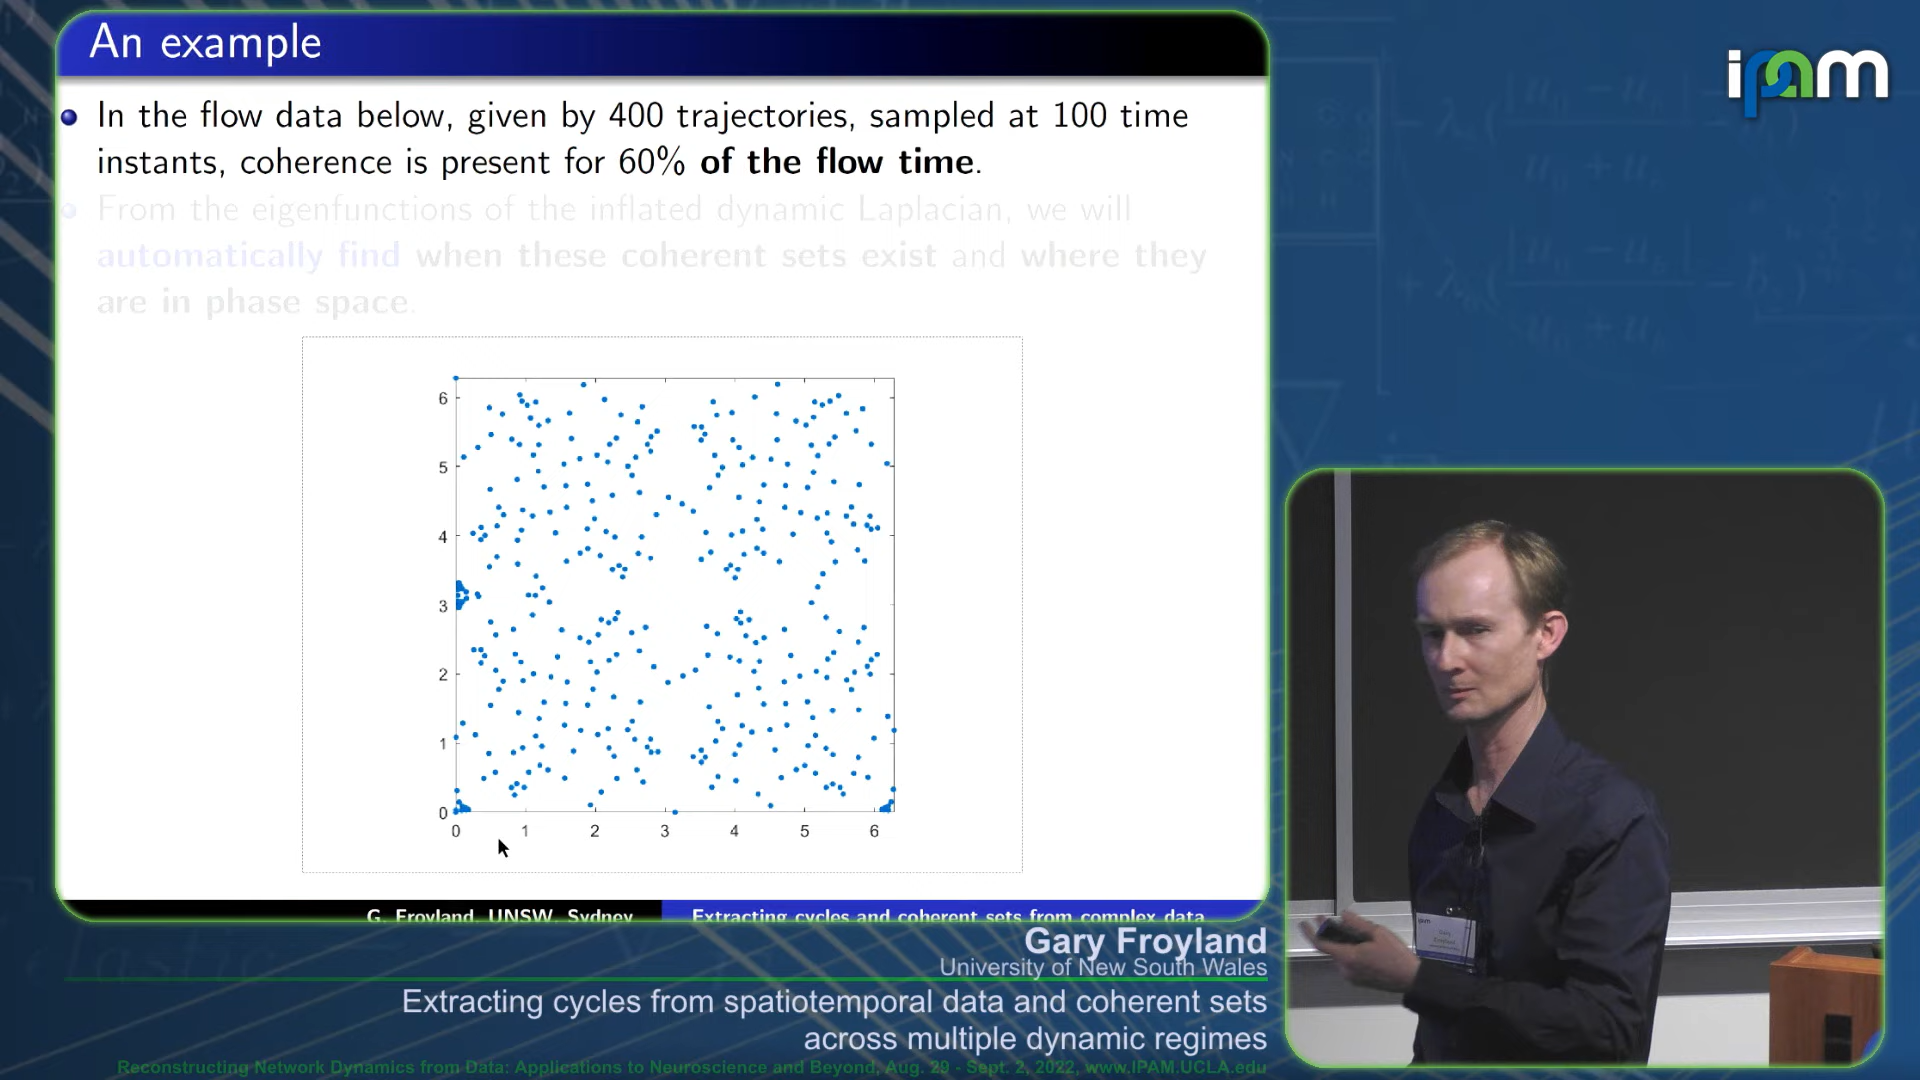 An example
In the flow data below, given by 400 trajectories, sampled at 100 time
instants, coherence is present for 60% of the flow time.
From the eigenfunctions of the inflated dynamic Laplacian, we will
automatically find when these coherent sets exist and where they
are in phase space.
6
5
4
3
2
1
0
0 1 2 3 4 5 6
G. Froyland, UNSW, Sydney
Extracting cycles and coherent sets from complex data
ipam
Gary Froyland
University of New South Wales
Extracting cycles from spatiotemporal data and coherent sets
across multiple dynamic regimes
Reconstructing Network Dynamics from Data: Applications to Neuroscience and Beyond, Aug. 29 - Sept. 2, 2022, www.IPAM.UCLA.edu